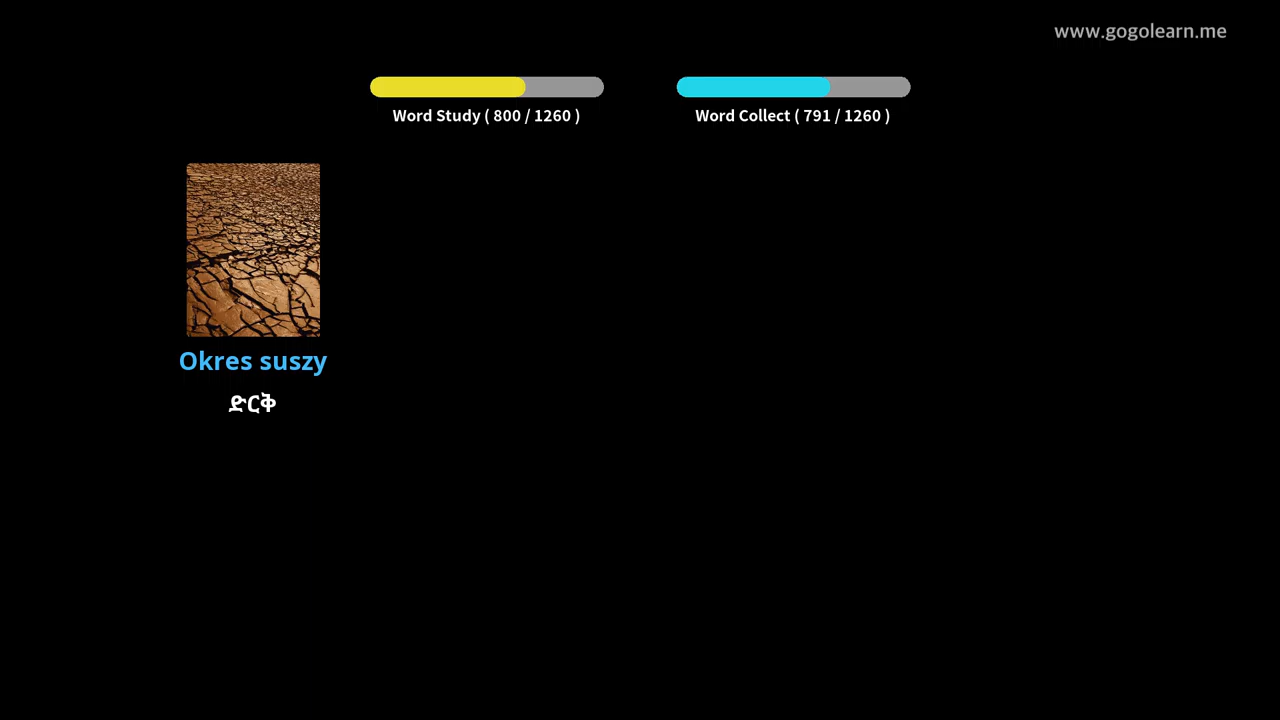 www.gogolearn.me
Word Study ( 800 / 1260 )
Word Collect ( 791 / 1260 )
Okres suszy
ድርቅ